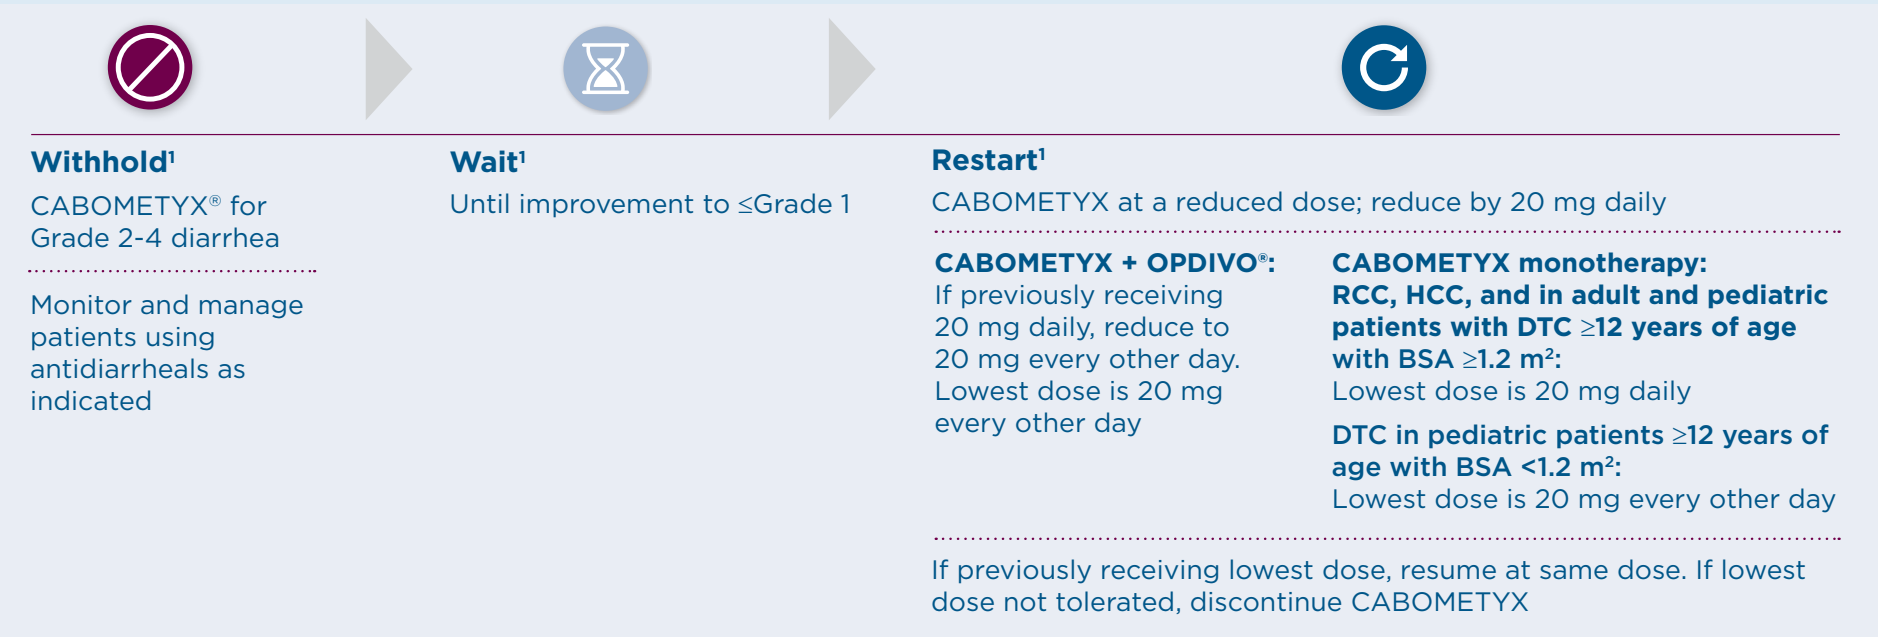 Withhold¹
CABOMETYX® for
Grade 2-4 diarrhea
Monitor and manage
patients using
antidiarrheals as
indicated
Wait¹
Until improvement to ≤Grade 1
Restart¹
CABOMETYX at a reduced dose; reduce by 20 mg daily
CABOMETYX + OPDIVO®:
If previously receiving
20 mg daily, reduce to
20 mg every other day.
Lowest dose is 20 mg
every other day
CABOMETYX monotherapy:
RCC, HCC, and in adult and pediatric
patients with DTC ≥12 years of age
with BSA ≥1.2 m²:
Lowest dose is 20 mg daily
DTC in pediatric patients ≥12 years of
age with BSA <1.2 m²:
Lowest dose is 20 mg every other day
If previously receiving lowest dose, resume at same dose. If lowest
dose not tolerated, discontinue CABOMETYX